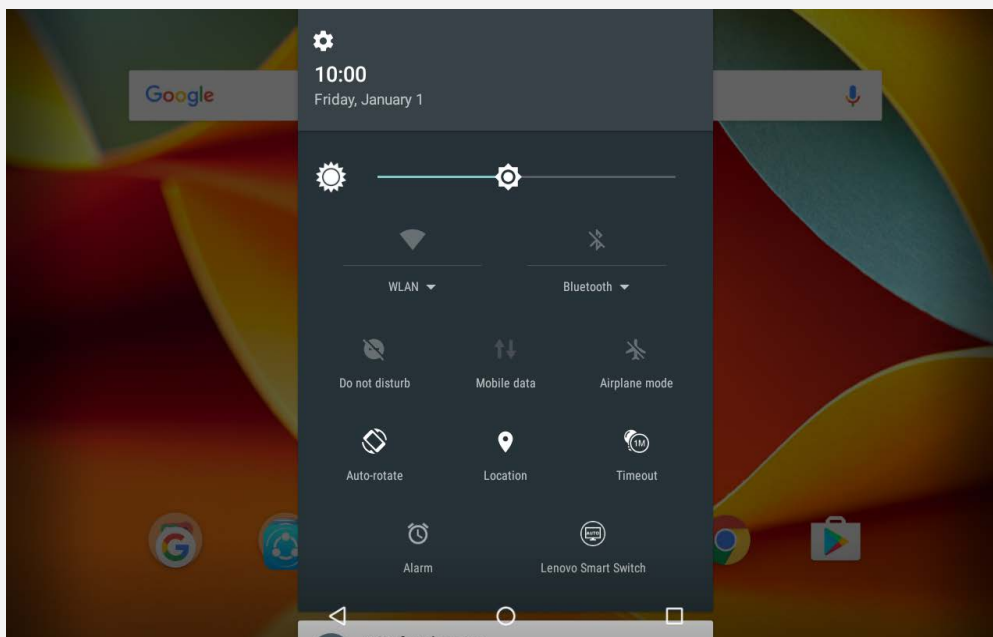 10:00
Friday, January 1
Google
WLAN
Bluetooth
Do not disturb
Mobile data
Airplane mode
Auto-rotate
Location
1M
Timeout
Alarm
AUTO
Lenovo Smart Switch